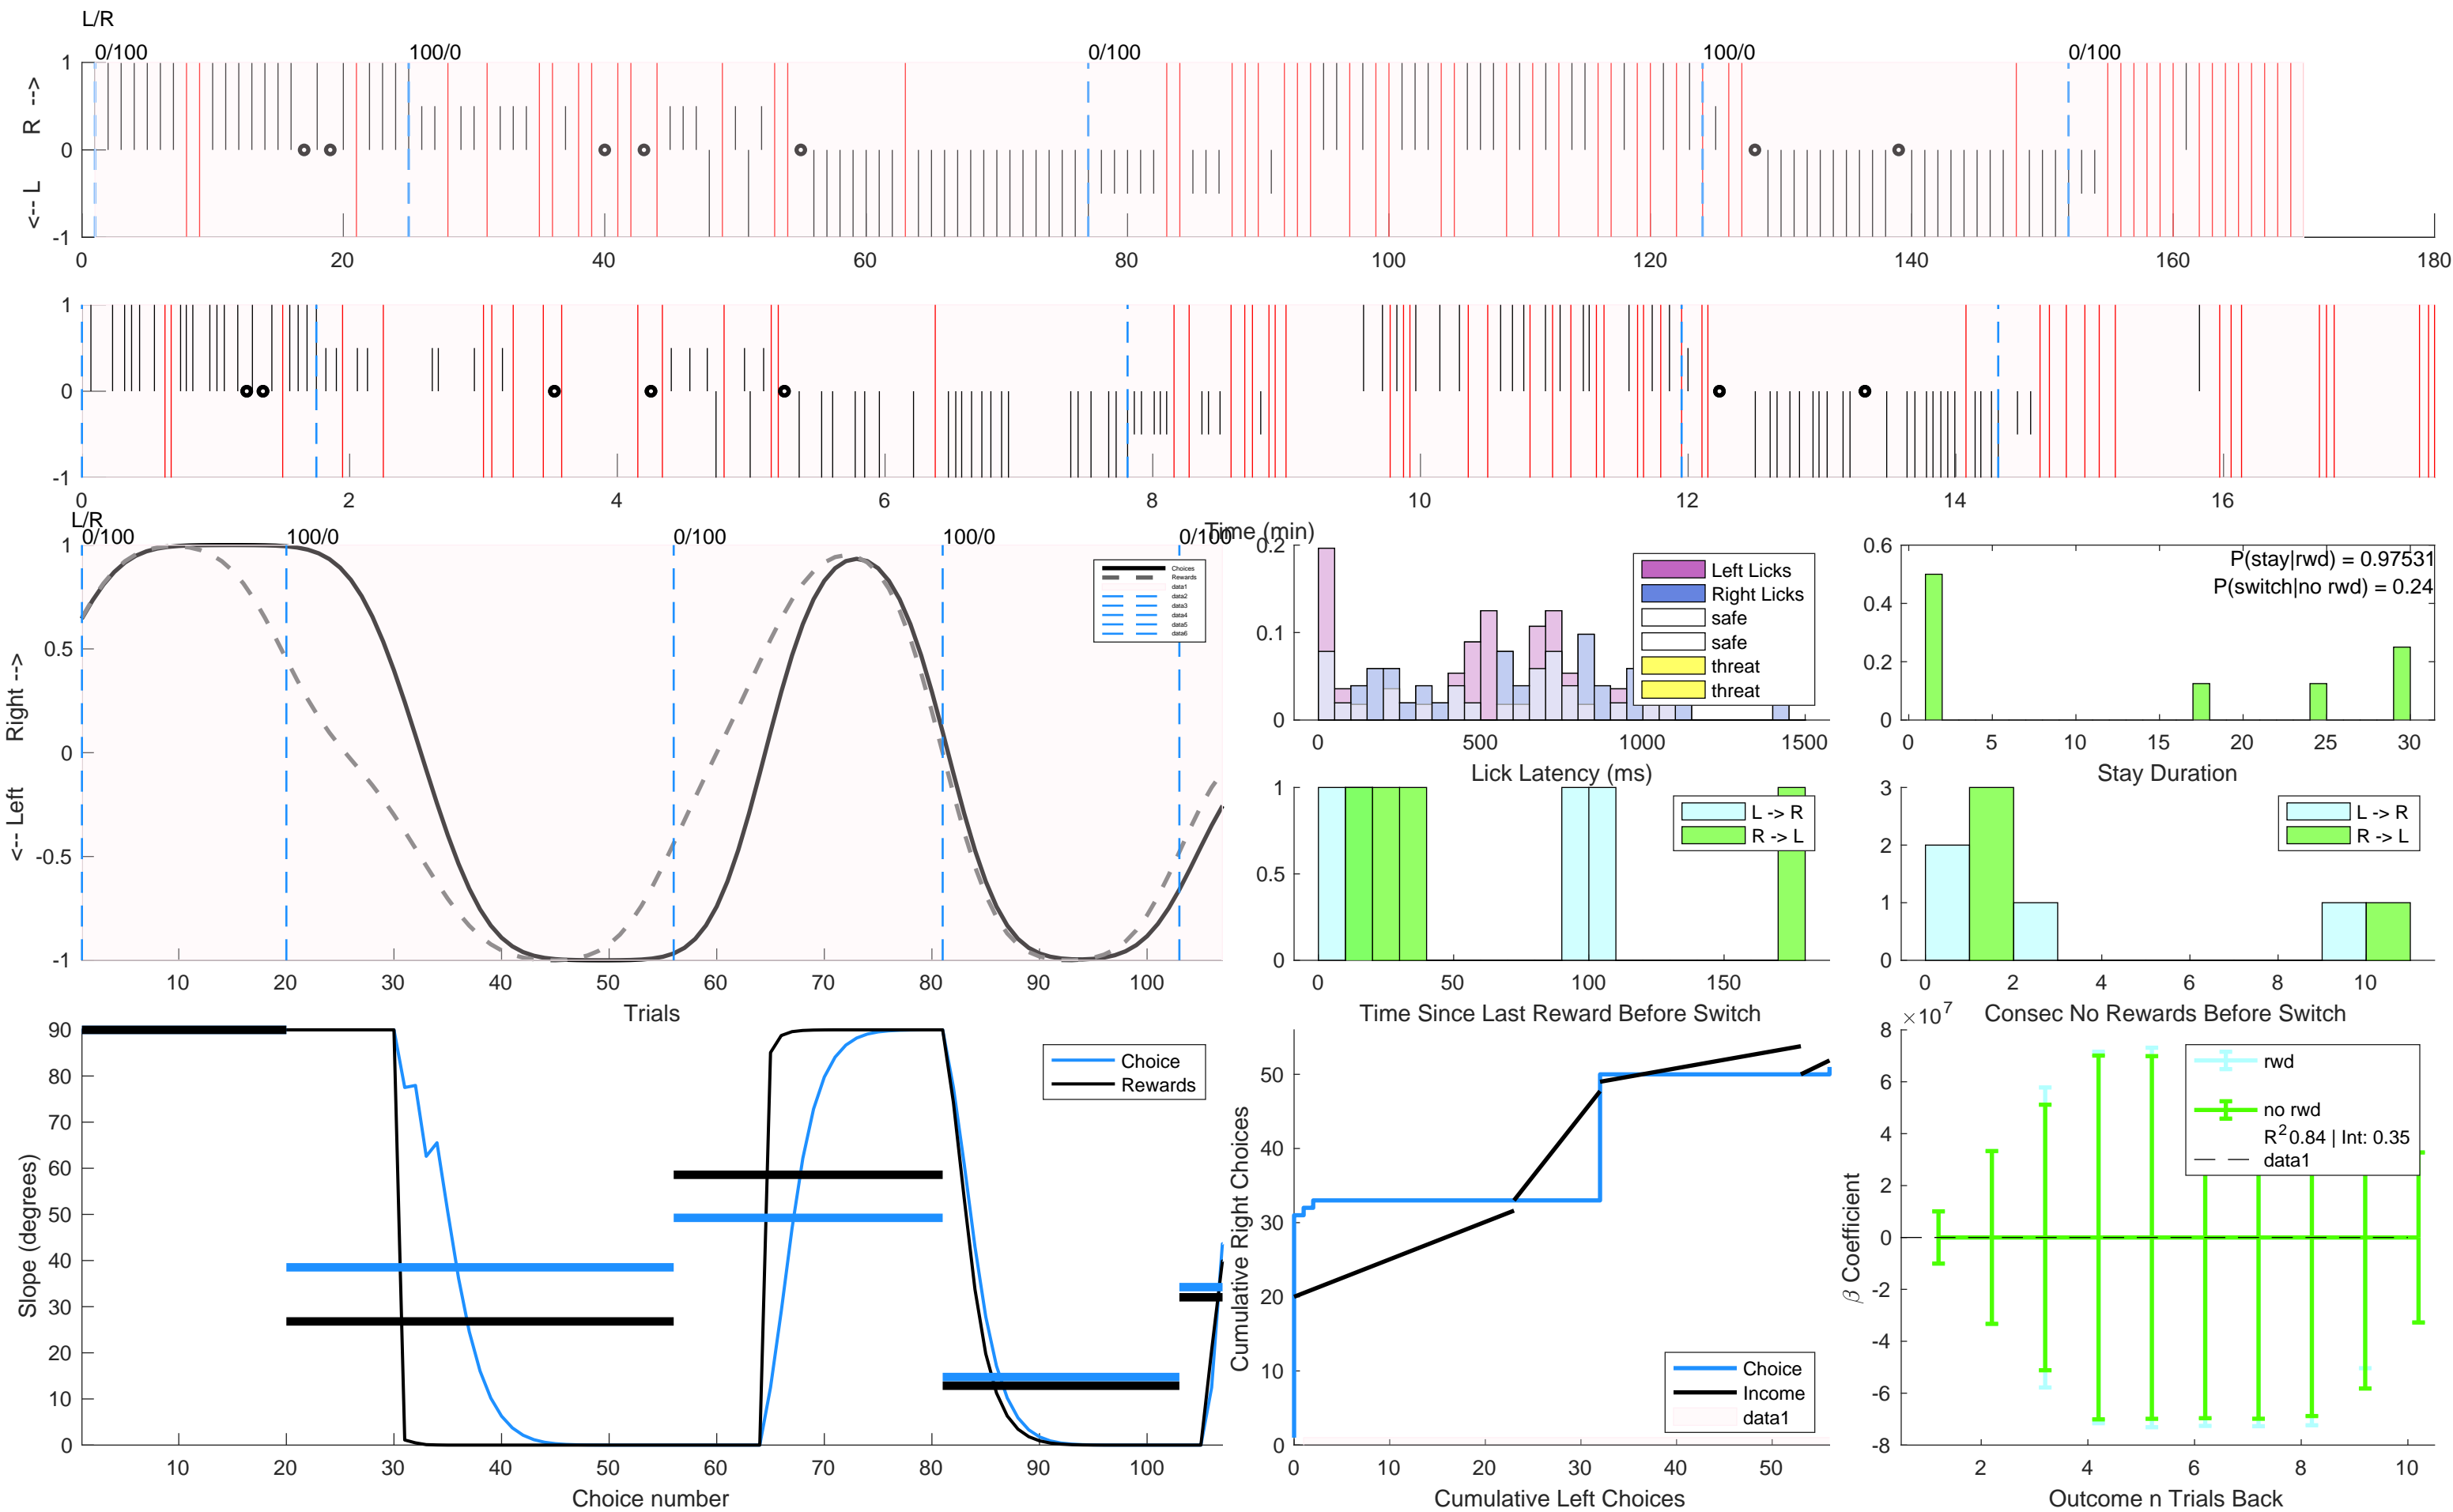 L/R
0/100 100/0 0/100 100/0 0/100
<-- L R -->
1
0
-1
0 20 40 60 80 100 120 140 160 180
1
0
-1
0 2 4 6 8 10 12 14 16
Time (min)
L/R
0/100 100/0 0/100 100/0 0/100
<-- Left Right -->
1
0.5
0
-0.5
-1
10 20 30 40 50 60 70 80 90 100
Trials
Choices
Rewards
data1
data2
data3
data4
data5
data6
0.2
0.1
0
0 500 1000 1500
Lick Latency (ms)
Left Licks
Right Licks
safe
safe
threat
threat
0.6
0.4
0.2
0
0 5 10 15 20 25 30
Stay Duration
P(stay|rwd) = 0.97531
P(switch|no rwd) = 0.24
1
0.5
0
0 50 100 150
Time Since Last Reward Before Switch
L -> R
R -> L
3
2
1
0
0 2 4 6 8 10
Consec No Rewards Before Switch
L -> R
R -> L
Slope (degrees)
90
80
70
60
50
40
30
20
10
0
10 20 30 40 50 60 70 80 90 100
Choice number
Choice
Rewards
Cumulative Right Choices
50
40
30
20
10
0
0 10 20 30 40 50
Cumulative Left Choices
Choice
Income
data1
β Coefficient
×10⁷
8
6
4
2
0
-2
-4
-6
-8
2 4 6 8 10
Outcome n Trials Back
rwd
no rwd
R² 0.84 | Int: 0.35
data1